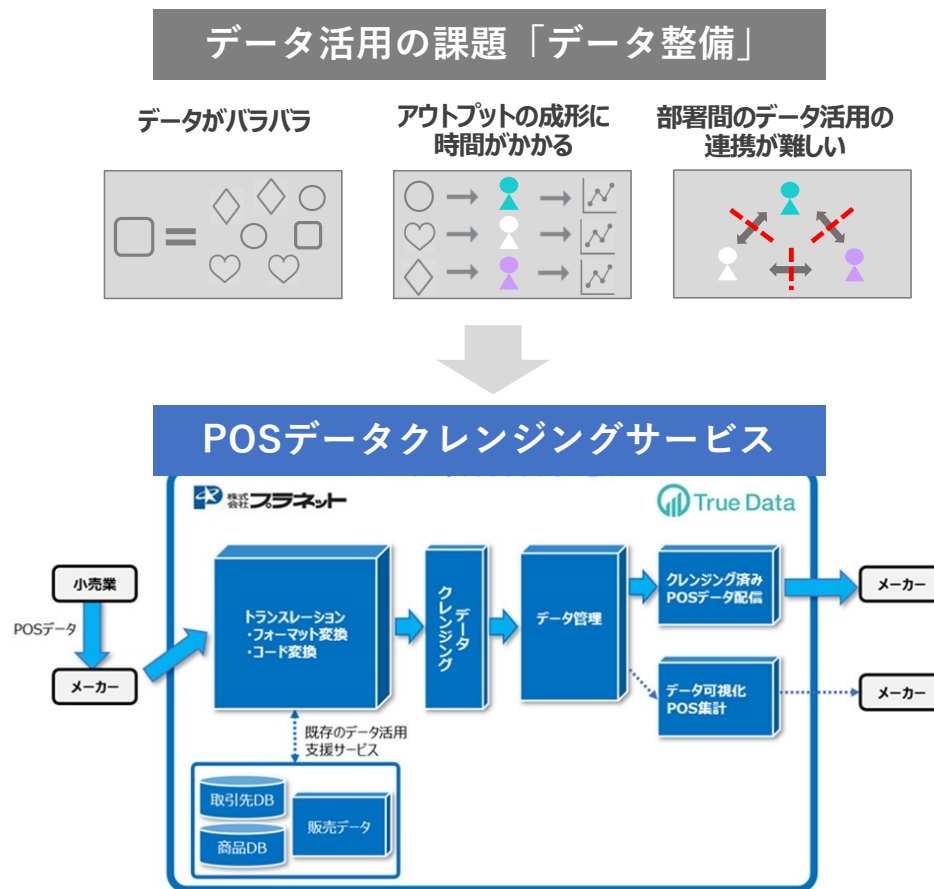 データ活用の課題「データ整備」
データがバラバラ
アウトプットの成形に
時間がかかる
部署間のデータ活用の
連携が難しい
POSデータクレンジングサービス
株式会社プラネット
True Data
小売業
POSデータ
メーカー
トランスレーション
・フォーマット変換
・コード変換
データ
クレンジング
データ管理
クレンジング済み
POSデータ配信
メーカー
データ可視化
POS集計
メーカー
既存のデータ活用
支援サービス
取引先DB
商品DB
販売データ